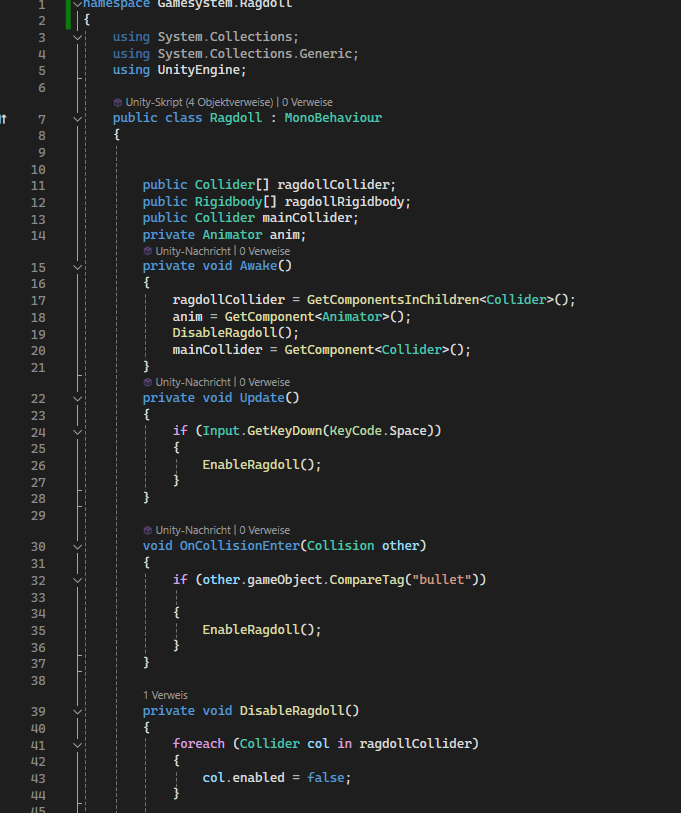 1 namespace Gamesystem.Ragdoll
2 {
3 using System.Collections;
4 using System.Collections.Generic;
5 using UnityEngine;
6
Unity-Skript (4 Objektverweise) | 0 Verweise
7 public class Ragdoll : MonoBehaviour
8 {
9
10
11 public Collider[] ragdollCollider;
12 public Rigidbody[] ragdollRigidbody;
13 public Collider mainCollider;
14 private Animator anim;
Unity-Nachricht | 0 Verweise
15 private void Awake()
16 {
17 ragdollCollider = GetComponentsInChildren<Collider>();
18 anim = GetComponent<Animator>();
19 DisableRagdoll();
20 mainCollider = GetComponent<Collider>();
21 }
Unity-Nachricht | 0 Verweise
22 private void Update()
23 {
24 if (Input.GetKeyDown(KeyCode.Space))
25 {
26 EnableRagdoll();
27 }
28 }
29
Unity-Nachricht | 0 Verweise
30 void OnCollisionEnter(Collision other)
31 {
32 if (other.gameObject.CompareTag("bullet"))
33
34 {
35 EnableRagdoll();
36 }
37 }
38
1 Verweis
39 private void DisableRagdoll()
40 {
41 foreach (Collider col in ragdollCollider)
42 {
43 col.enabled = false;
44 }
45